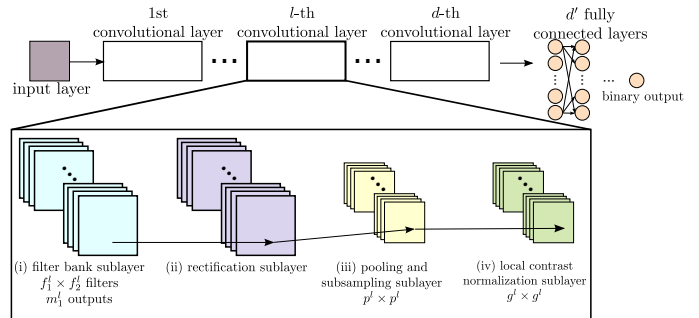 1st
convolutional layer
l-th
convolutional layer
d-th
convolutional layer
d′ fully
connected layers
input layer
binary output
(i) filter bank sublayer
f₁ˡ × f₂ˡ filters
m₁ˡ outputs
(ii) rectification sublayer
(iii) pooling and
subsampling sublayer
pˡ × pˡ
(iv) local contrast
normalization sublayer
gˡ × gˡ